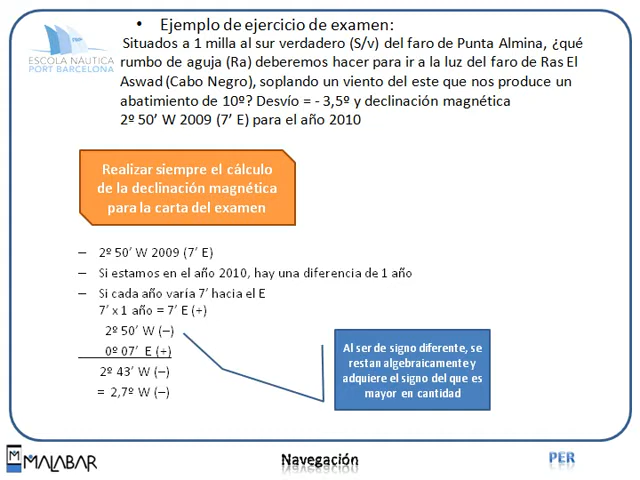 • Ejemplo de ejercicio de examen:
Situados a 1 milla al sur verdadero (S/v) del faro de Punta Almina, ¿qué
rumbo de aguja (Ra) deberemos hacer para ir a la luz del faro de Ras El
Aswad (Cabo Negro), soplando un viento del este que nos produce un
abatimiento de 10º? Desvío = - 3,5º y declinación magnética
2º 50’ W 2009 (7’ E) para el año 2010
ESCOLA NÀUTICA
PORT BARCELONA
Realizar siempre el cálculo
de la declinación magnética
para la carta del examen
– 2º 50’ W 2009 (7’ E)
– Si estamos en el año 2010, hay una diferencia de 1 año
– Si cada año varía 7’ hacia el E
7’ x 1 año = 7’ E (+)
2º 50’ W (–)
0º 07’ E (+)
2º 43’ W (–)
= 2,7º W (–)
Al ser de signo diferente, se
restan algebraicamente y
adquiere el signo del que es
mayor en cantidad
MALABAR
Navegación
PER